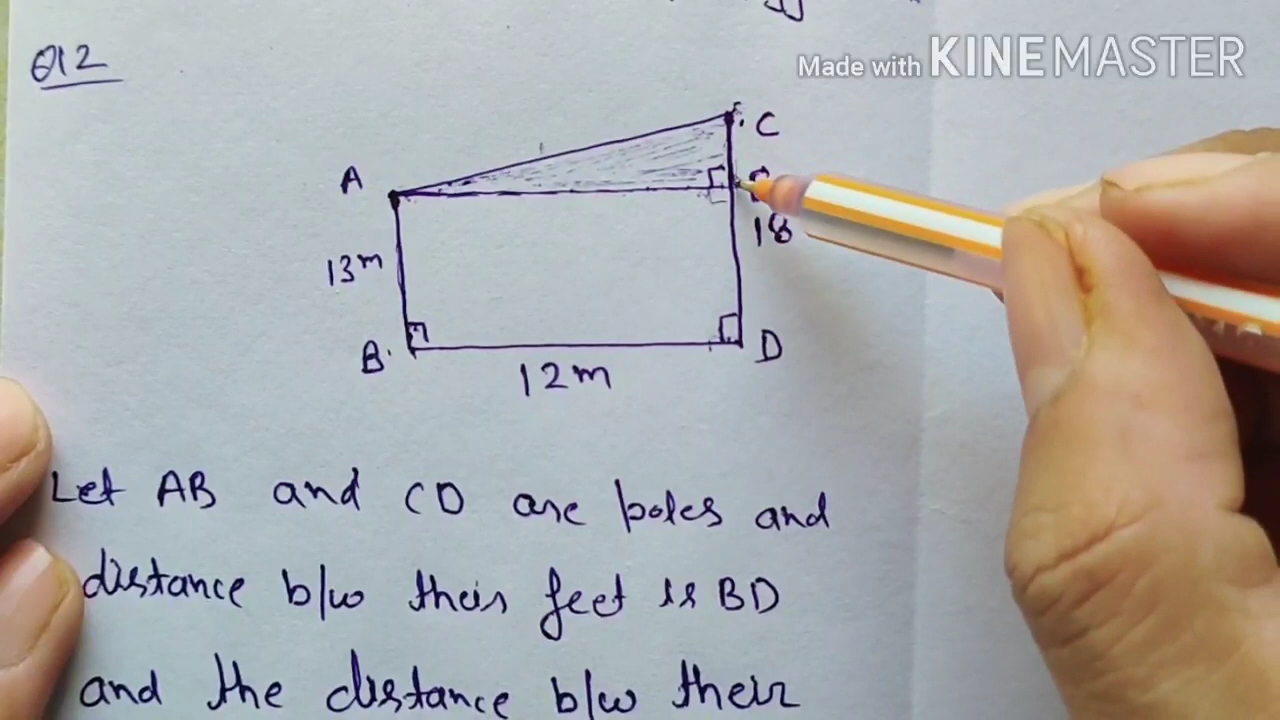 Q12
Made with KINEMASTER
C
A
18
13m
B.
D
12m
Let AB and CD are poles and
distance b/w their feet is BD
and the distance b/w their